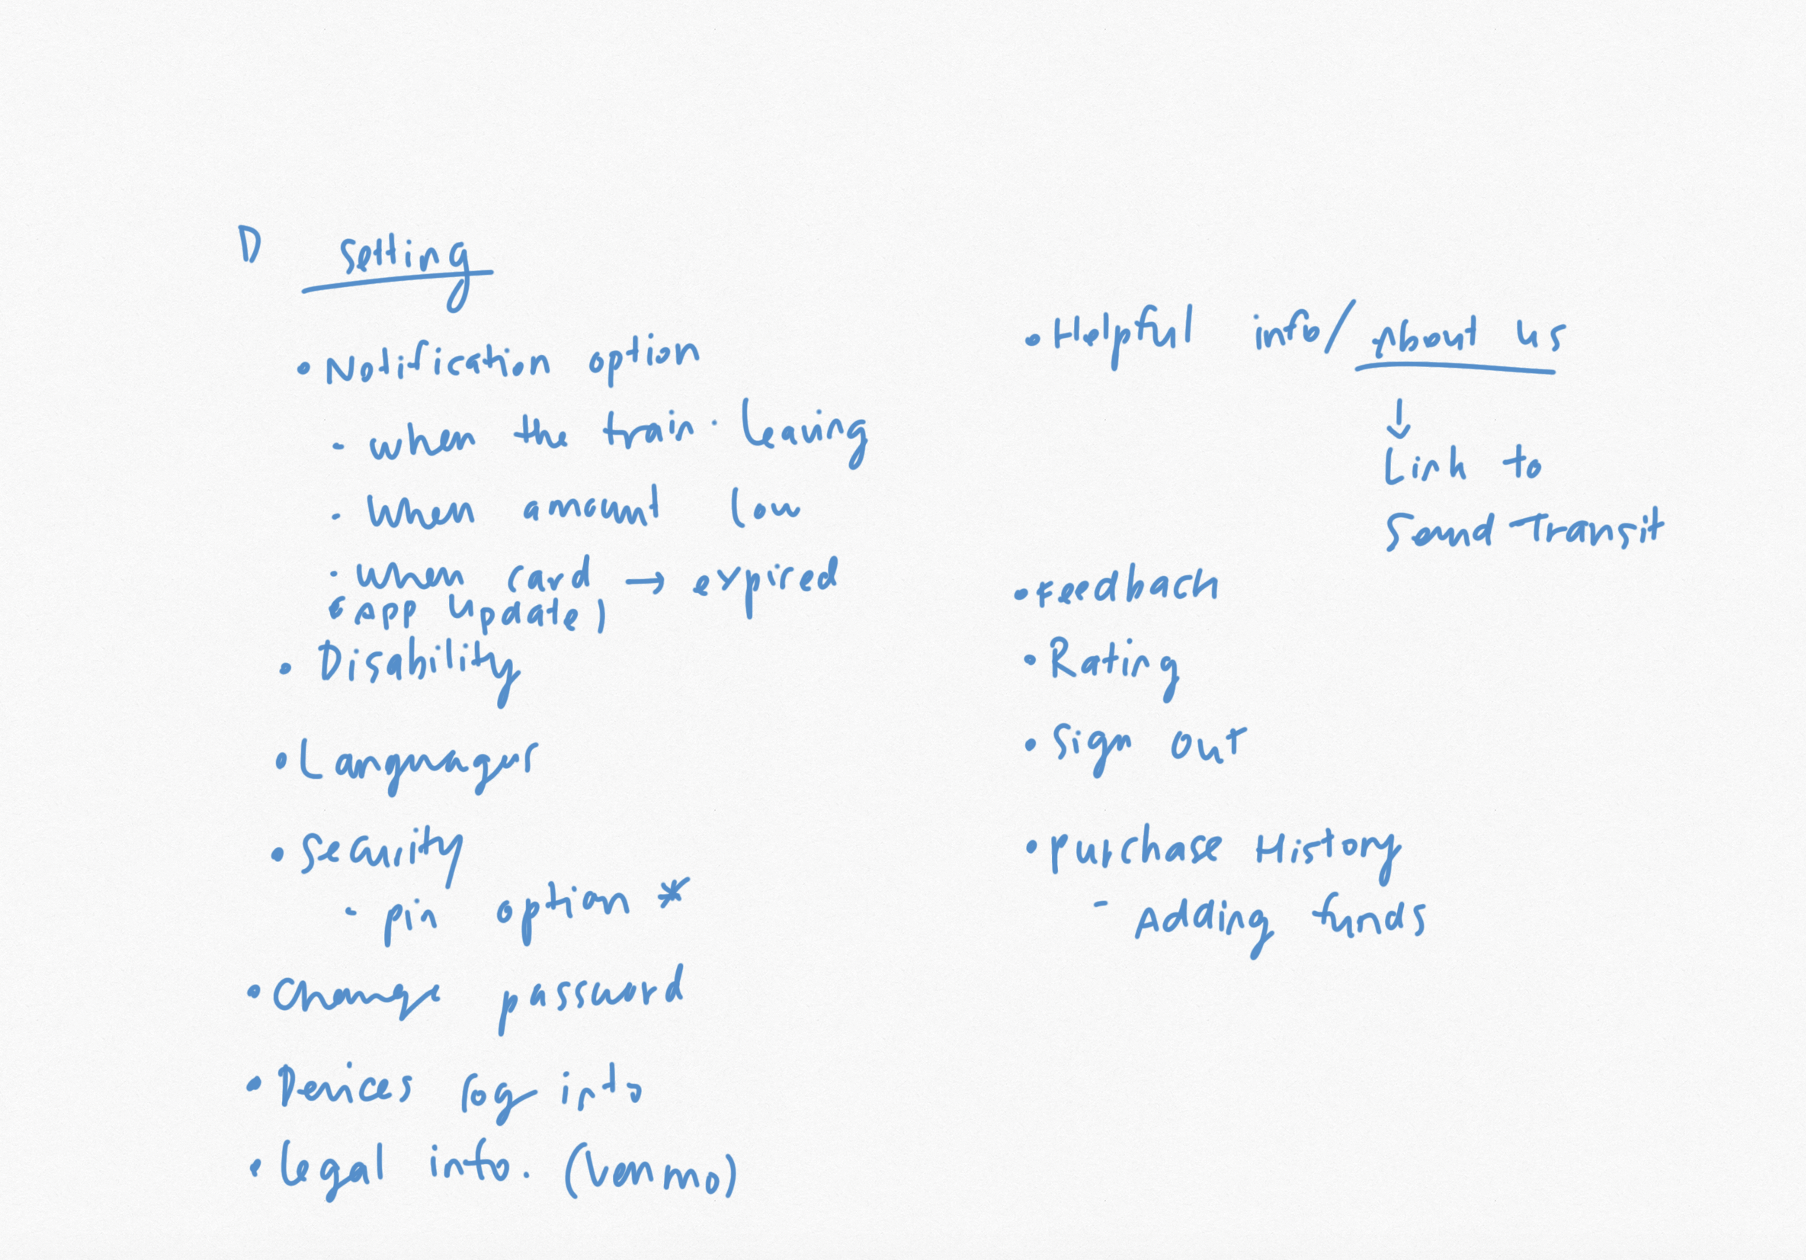 D Setting
• Notification option
- when the train · leaving
- When amount low
- When card → expired
(App Update)
• Disability
• Languages
• Security
- pin option *
• Change password
• Devices log into
• Legal info. (Venmo)
• Helpful info/About us
↓
Link to
Sound Transit
• Feedback
• Rating
• Sign out
• Purchase History
- Adding funds